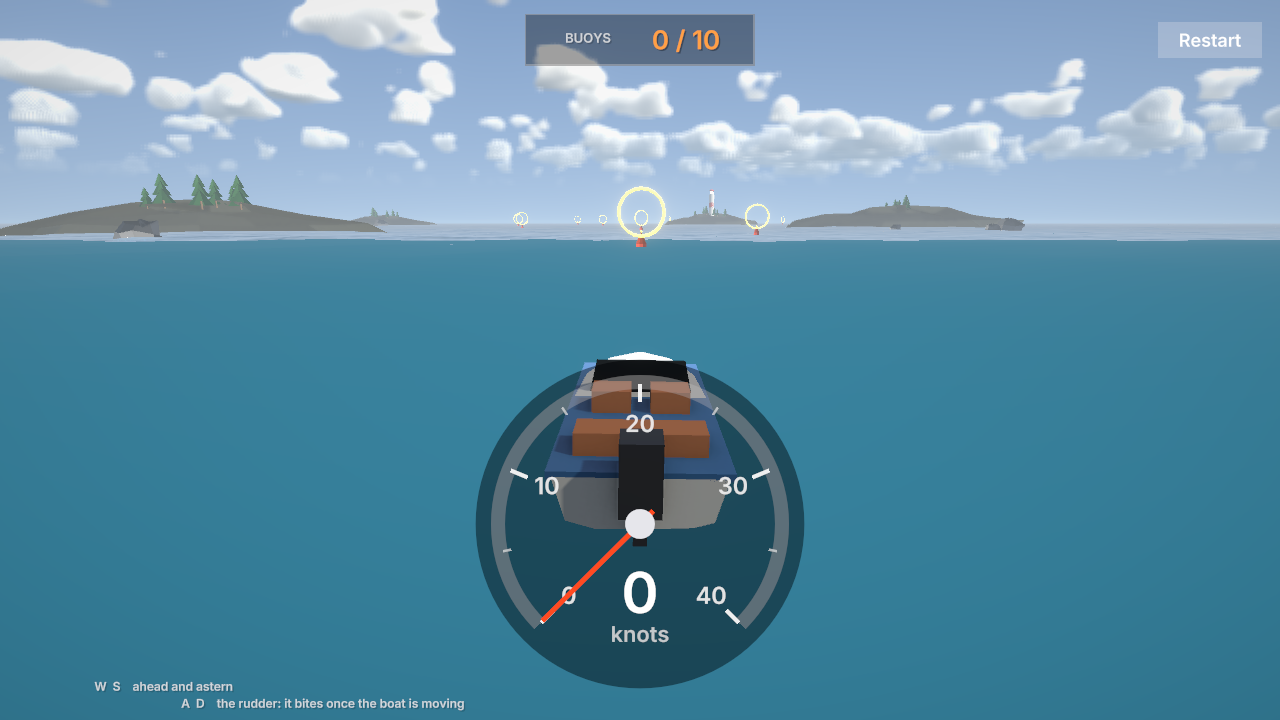 BUOYS 0 / 10
Restart
20
10 30
0 40
0
knots
W S ahead and astern
A D the rudder: it bites once the boat is moving